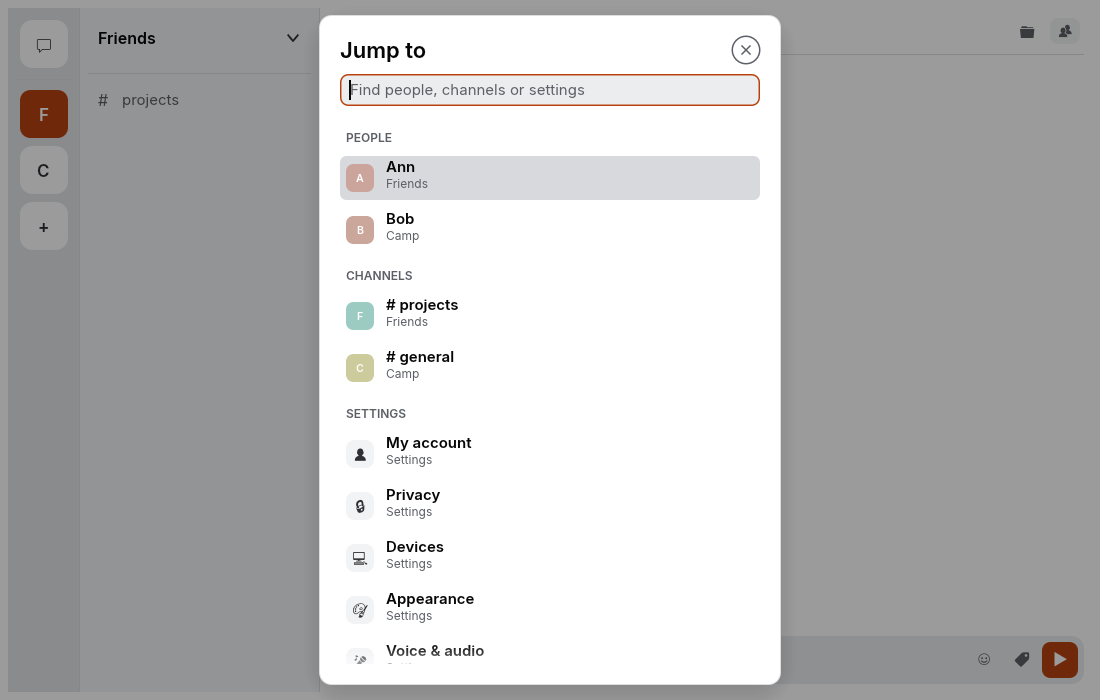 F
C
+
Friends
# projects
Jump to
Find people, channels or settings
PEOPLE
A
Ann
Friends
B
Bob
Camp
CHANNELS
F
# projects
Friends
C
# general
Camp
SETTINGS
My account
Settings
Privacy
Settings
Devices
Settings
Appearance
Settings
Voice & audio